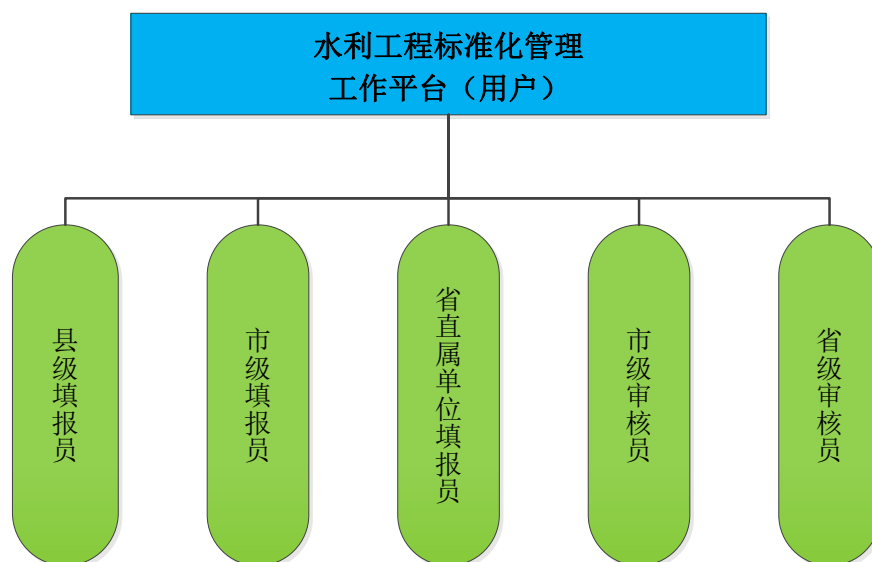 水利工程标准化管理
工作平台（用户）
县级填报员
市级填报员
省直属单位填报员
市级审核员
省级审核员